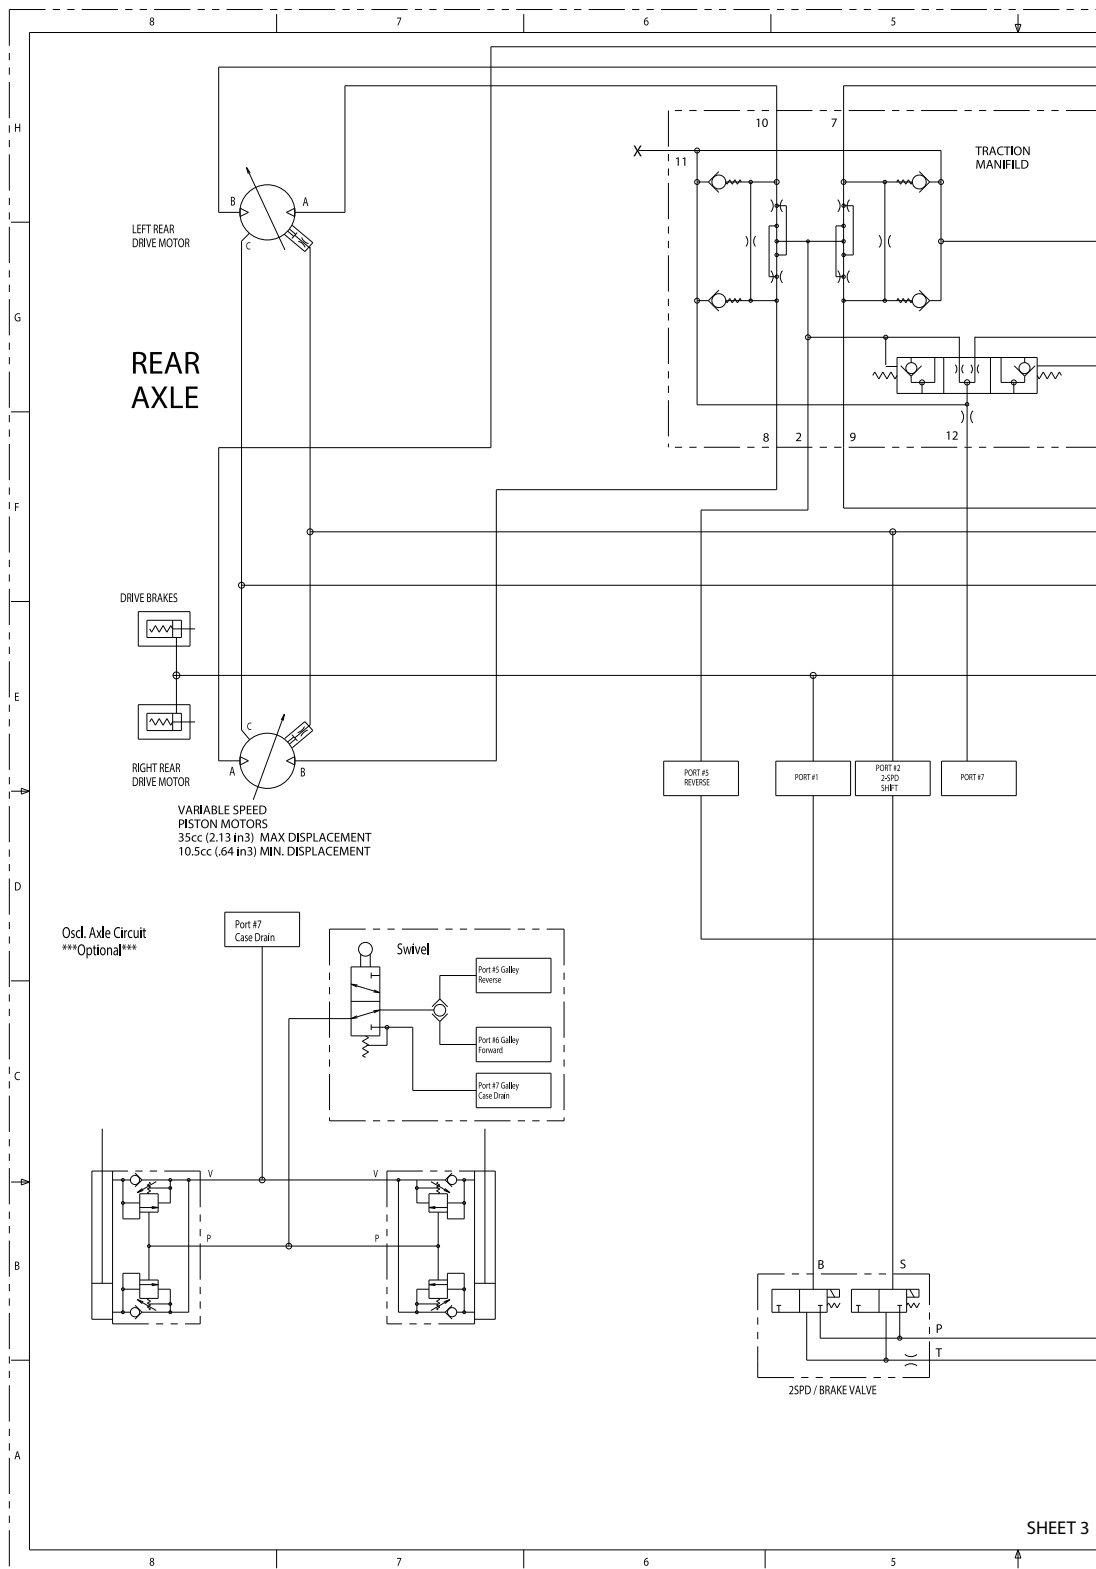 8 7 6 5
H
G
F
E
D
C
B
A
10 7
TRACTION
MANIFILD
X
11
B A
C
LEFT REAR
DRIVE MOTOR
REAR
AXLE
8 2 9 12
DRIVE BRAKES
C
A B
RIGHT REAR
DRIVE MOTOR
VARIABLE SPEED
PISTON MOTORS
35cc (2.13 in3) MAX DISPLACEMENT
10.5cc (.64 in3) MIN. DISPLACEMENT
PORT #5
REVERSE
PORT #1
PORT #2
2-SPD
SHIFT
PORT #7
Oscl. Axle Circuit
***Optional***
Port #7
Case Drain
Swivel
Port #5 Galley
Reverse
Port #6 Galley
Forward
Port #7 Galley
Case Drain
V V
P P
B S
P
T
2SPD / BRAKE VALVE
SHEET 3
8 7 6 5